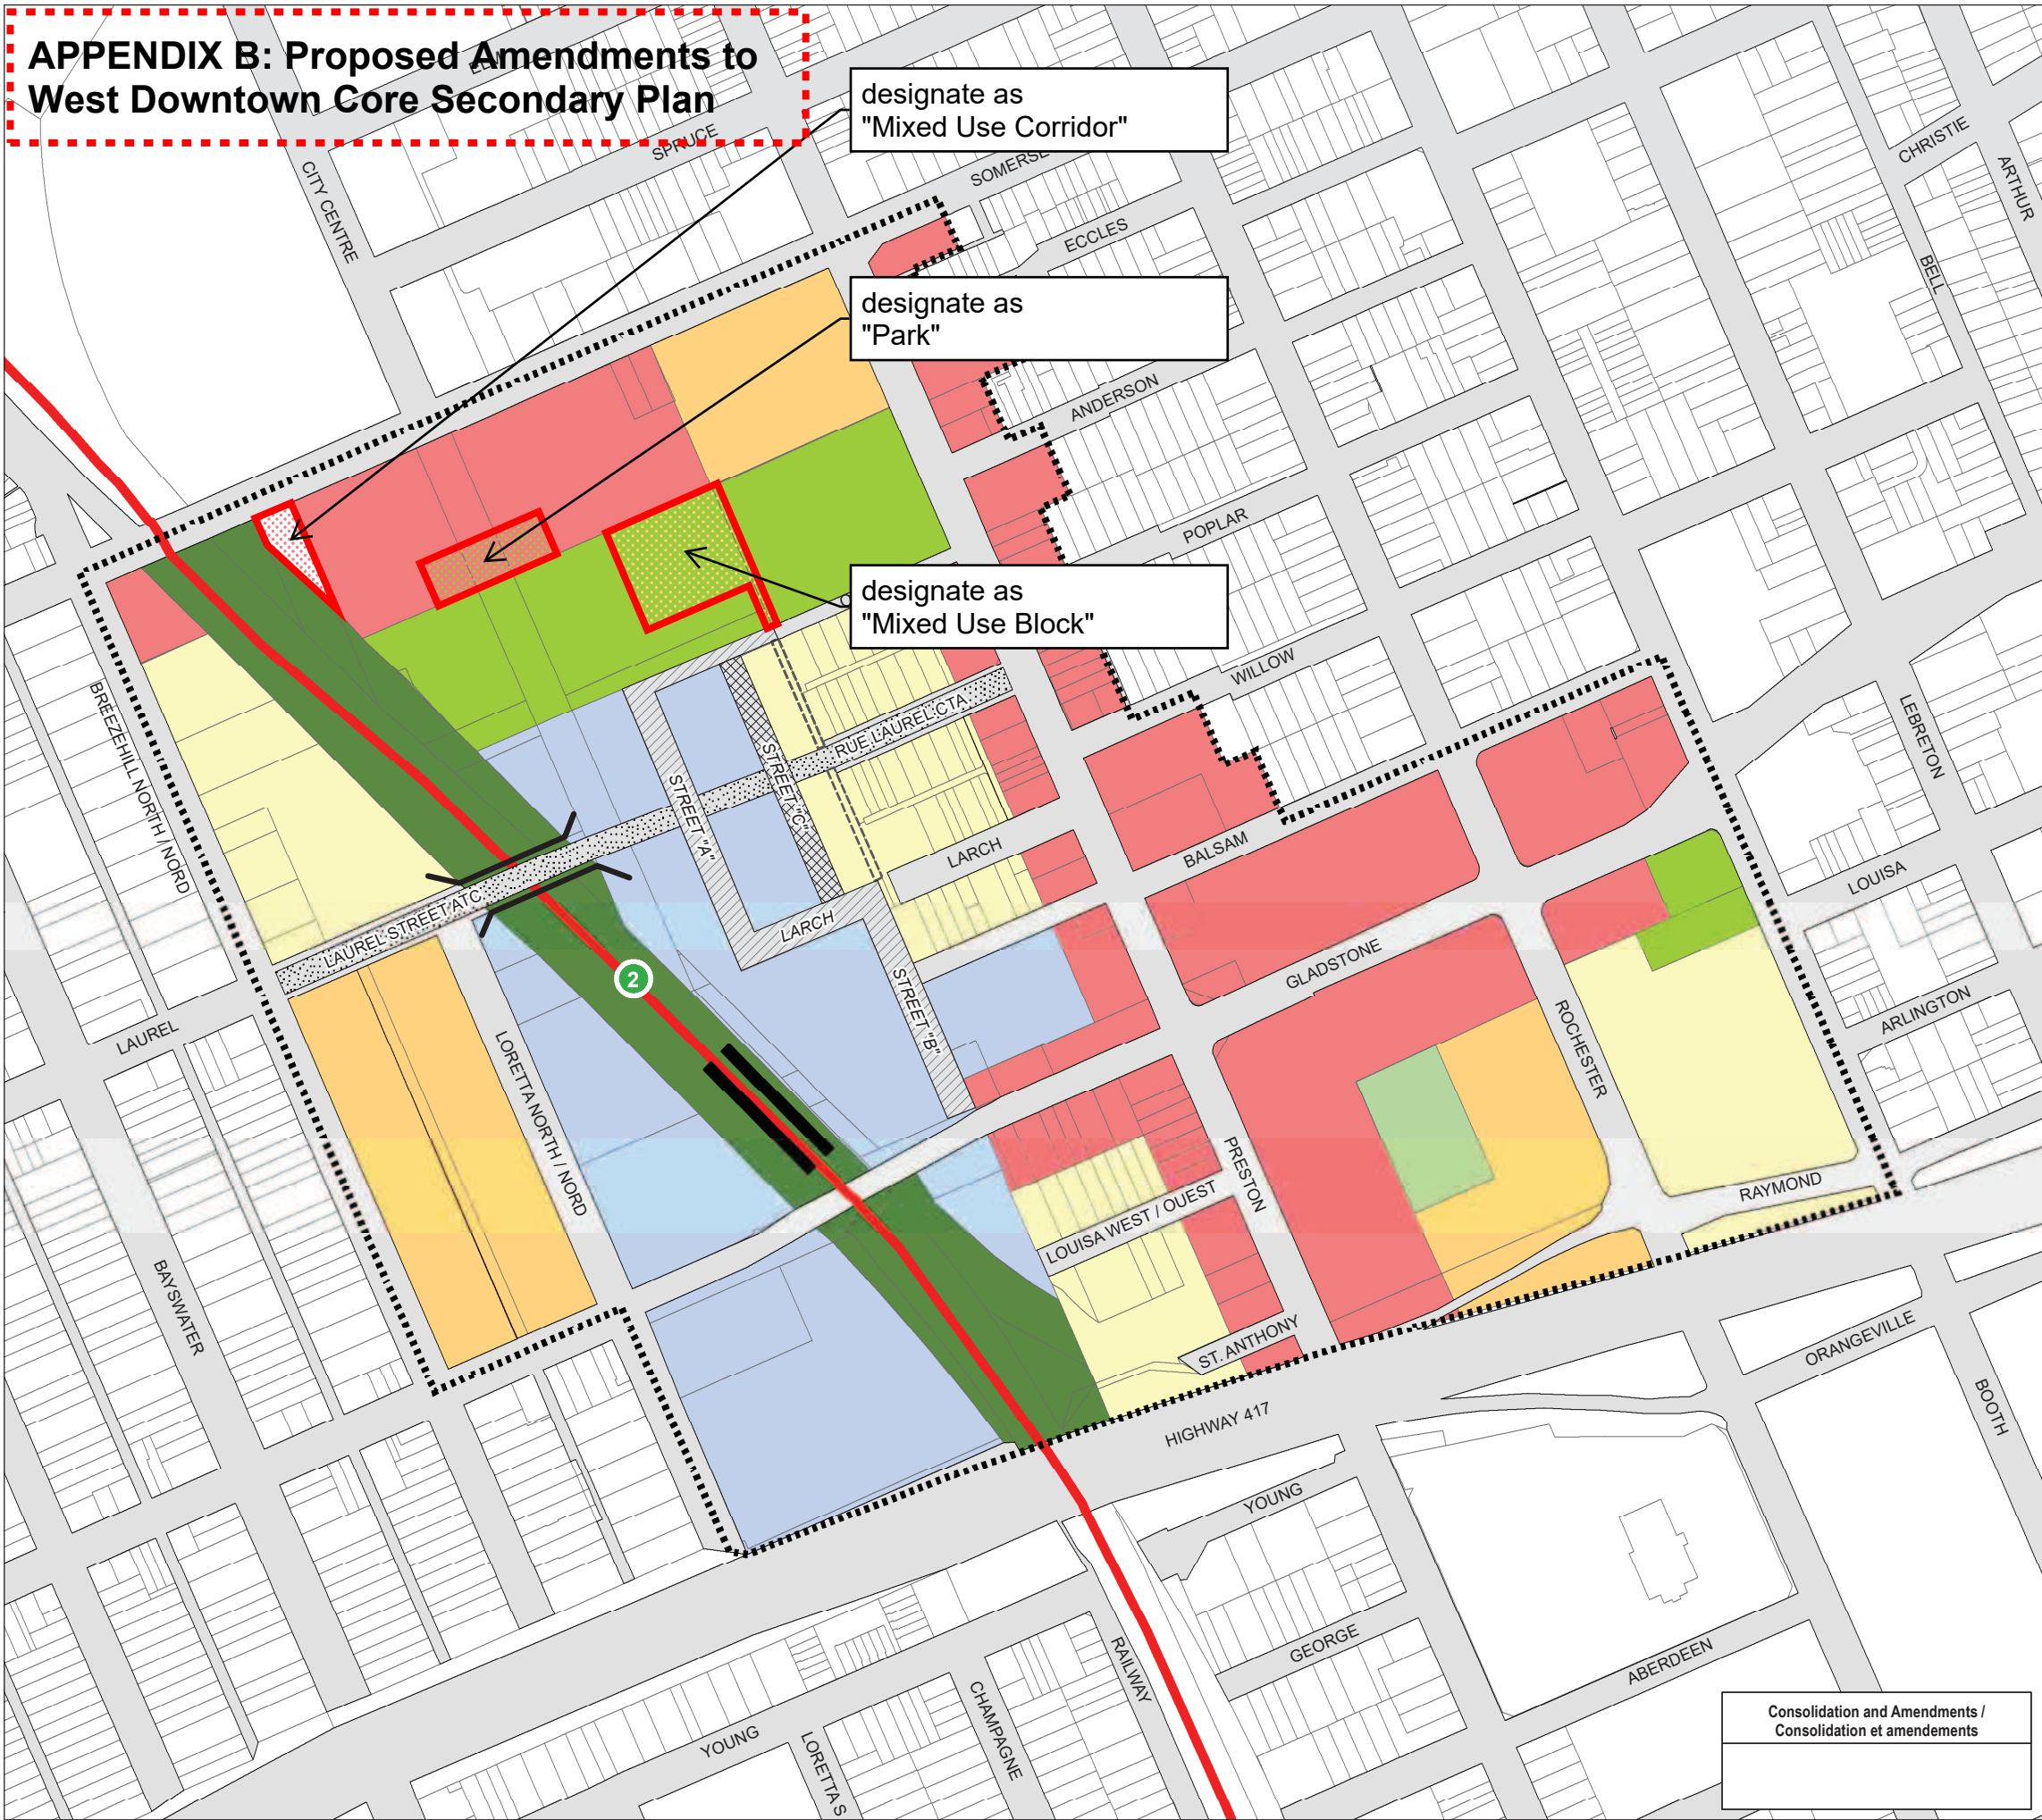 APPENDIX B: Proposed Amendments to
West Downtown Core Secondary Plan
designate as
"Mixed Use Corridor"
designate as
"Park"
designate as
"Mixed Use Block"
ELM
SPRUCE
CITY CENTRE
CHRISTIE
ARTHUR
ECCLES
BELL
ANDERSON
POPLAR
WILLOW
BREEZEHILL NORTH / NORD
RUE LAUREL CTA
STREET "A"
STREET "C"
LARCH
BALSAM
LEBRETON
LOUISA
LAUREL STREET ATC
LARCH
2
GLADSTONE
STREET "B"
ARLINGTON
LAUREL
LORETTA NORTH / NORD
ROCHESTER
PRESTON
RAYMOND
LOUISA WEST / OUEST
BAYSWATER
ST. ANTHONY
ORANGEVILLE
BOOTH
HIGHWAY 417
YOUNG
GEORGE
ABERDEEN
RAILWAY
CHAMPAGNE
YOUNG
LORETTA S
Consolidation and Amendments /
Consolidation et amendements